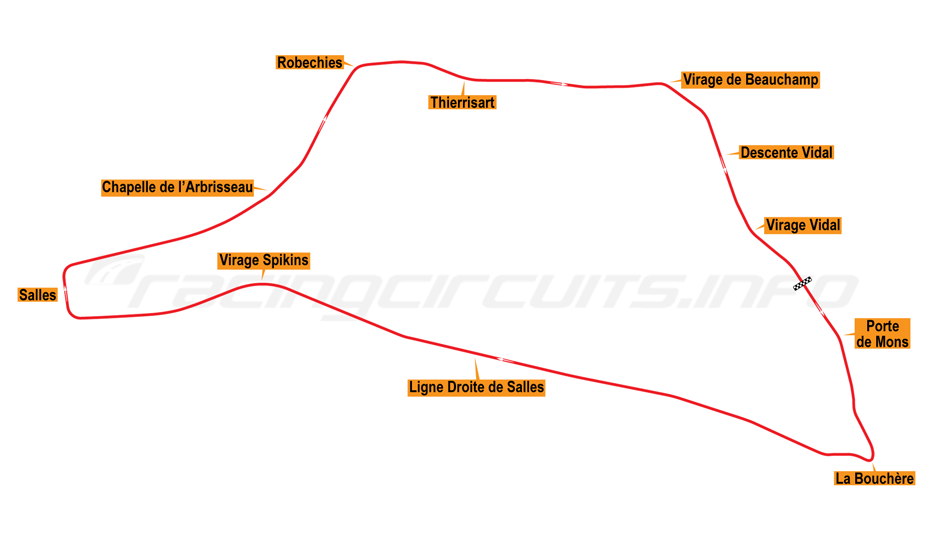 Robechies
Virage de Beauchamp
Thierrisart
Descente Vidal
Chapelle de l'Arbrisseau
Virage Vidal
Virage Spikins
Salles
racingcircuits.info
Porte
de Mons
Ligne Droite de Salles
La Bouchère